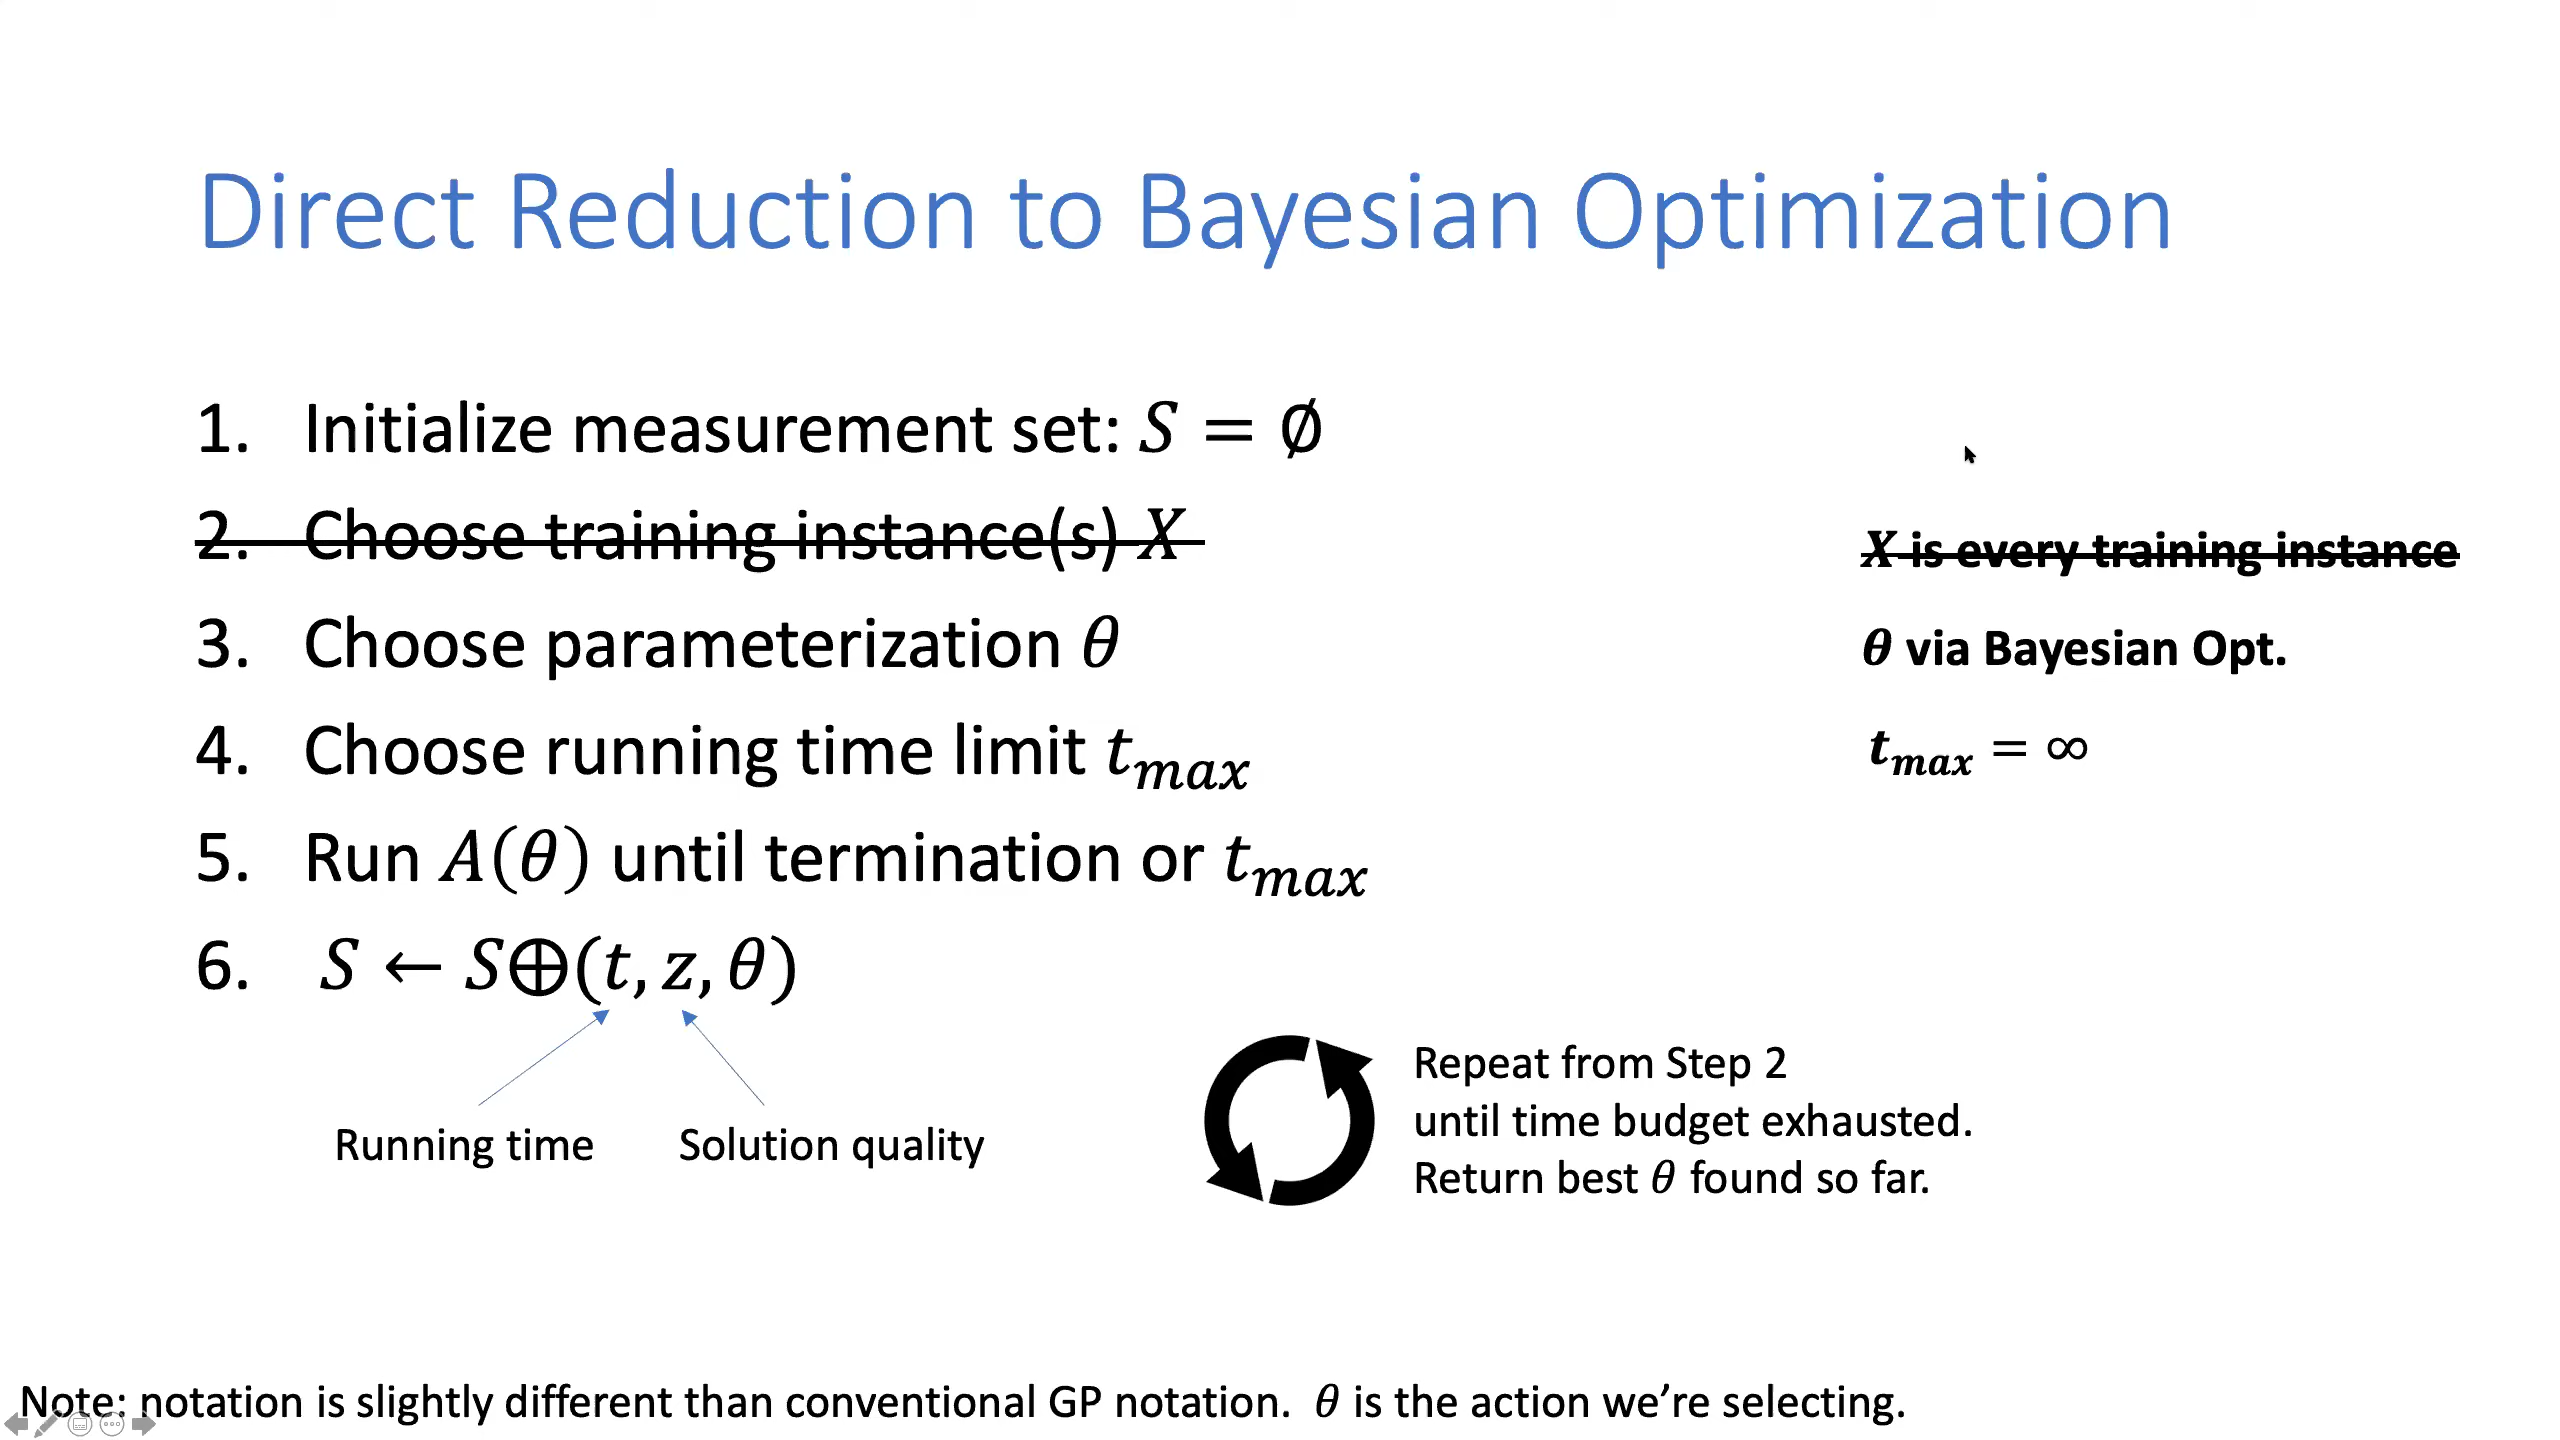 Direct Reduction to Bayesian Optimization
1. Initialize measurement set: S = ∅
2. Choose training instance(s) X
X is every training instance
3. Choose parameterization θ
θ via Bayesian Opt.
4. Choose running time limit t_max
t_max = ∞
5. Run A(θ) until termination or t_max
6. S ← S⊕(t, z, θ)
Running time
Solution quality
Repeat from Step 2
until time budget exhausted.
Return best θ found so far.
Note: notation is slightly different than conventional GP notation. θ is the action we're selecting.